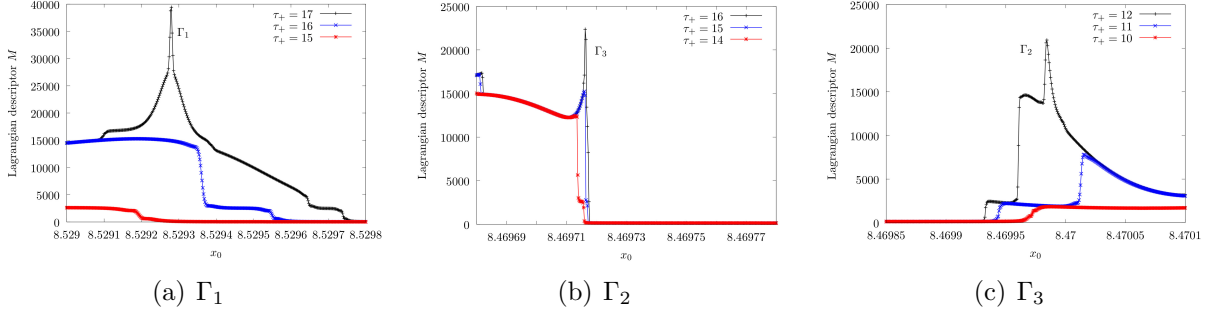 τ₊ = 17
τ₊ = 16
τ₊ = 15
Γ₁
Lagrangian descriptor M
40000
35000
30000
25000
20000
15000
10000
5000
0
8.529 8.5291 8.5292 8.5293 8.5294 8.5295 8.5296 8.5297 8.5298
x₀
(a) Γ₁
τ₊ = 16
τ₊ = 15
τ₊ = 14
Γ₃
Lagrangian descriptor M
25000
20000
15000
10000
5000
0
8.46969 8.46971 8.46973 8.46975 8.46977
x₀
(b) Γ₂
τ₊ = 12
τ₊ = 11
τ₊ = 10
Γ₂
Lagrangian descriptor M
25000
20000
15000
10000
5000
0
8.46985 8.4699 8.46995 8.47 8.47005 8.4701
x₀
(c) Γ₃